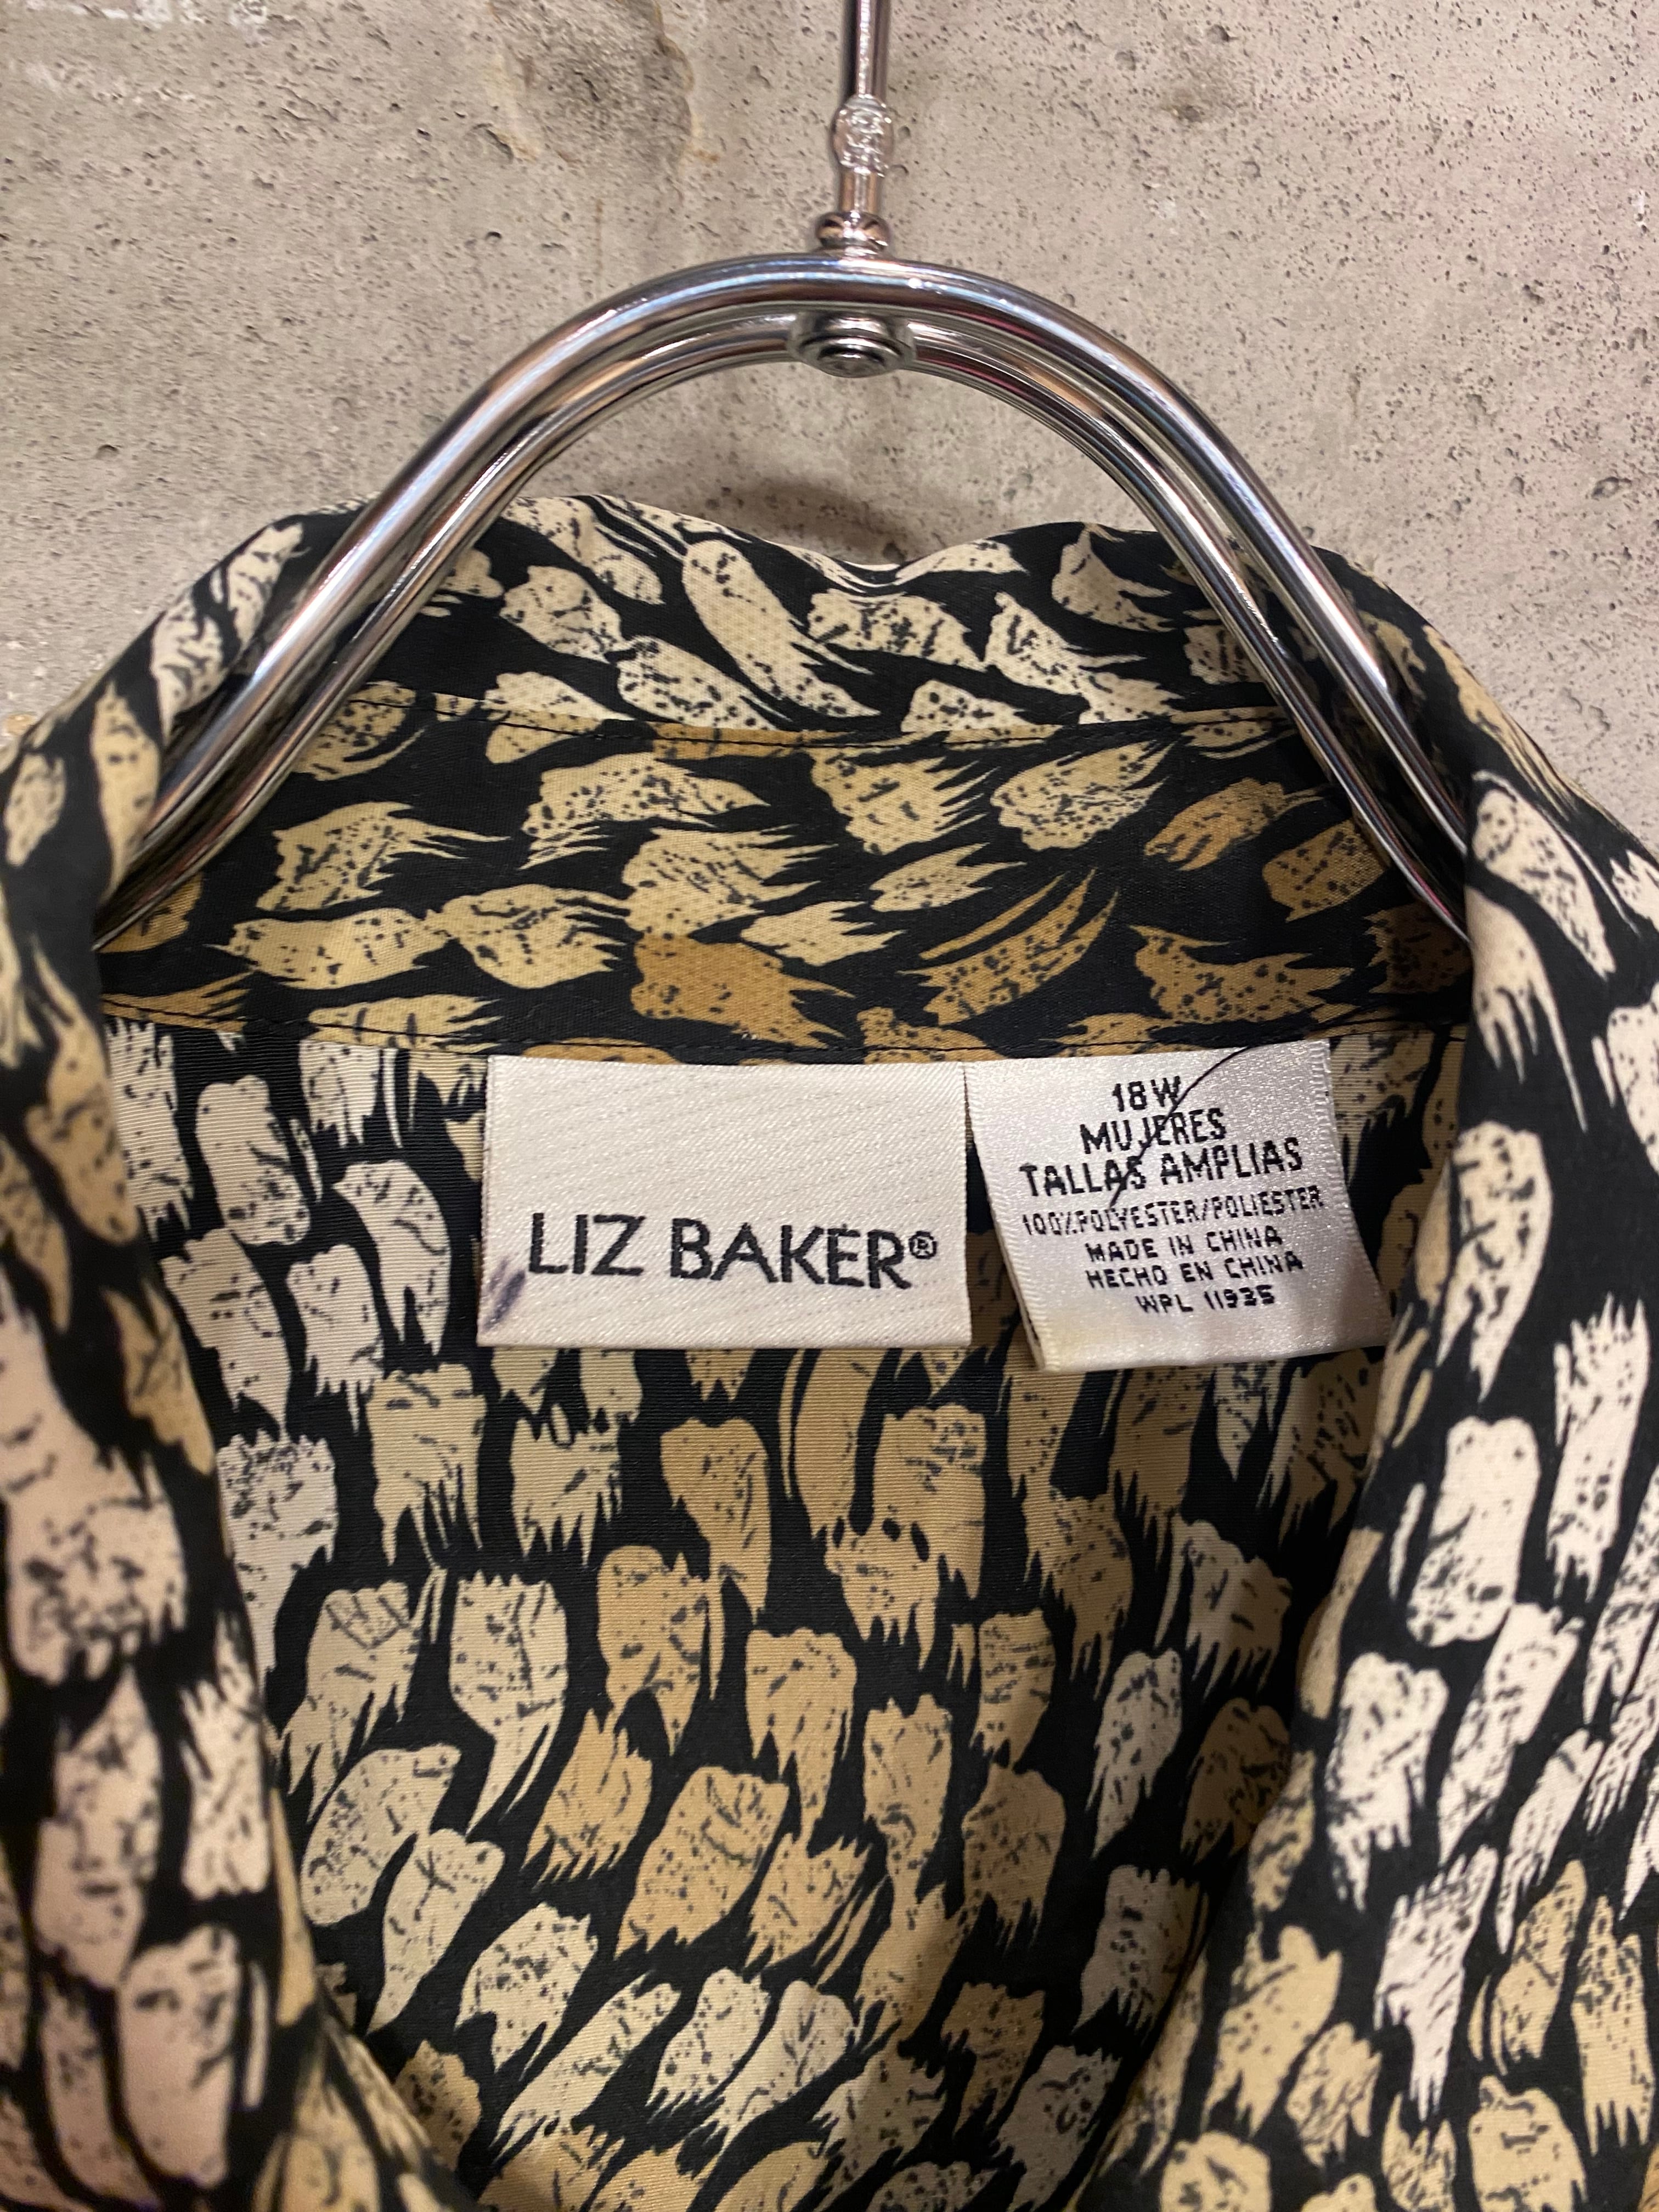 LIZ BAKER®
18W
MUJERES
TALLAS AMPLIAS
100%POLYESTER/POLIESTER
MADE IN CHINA
HECHO EN CHINA
WPL 11935